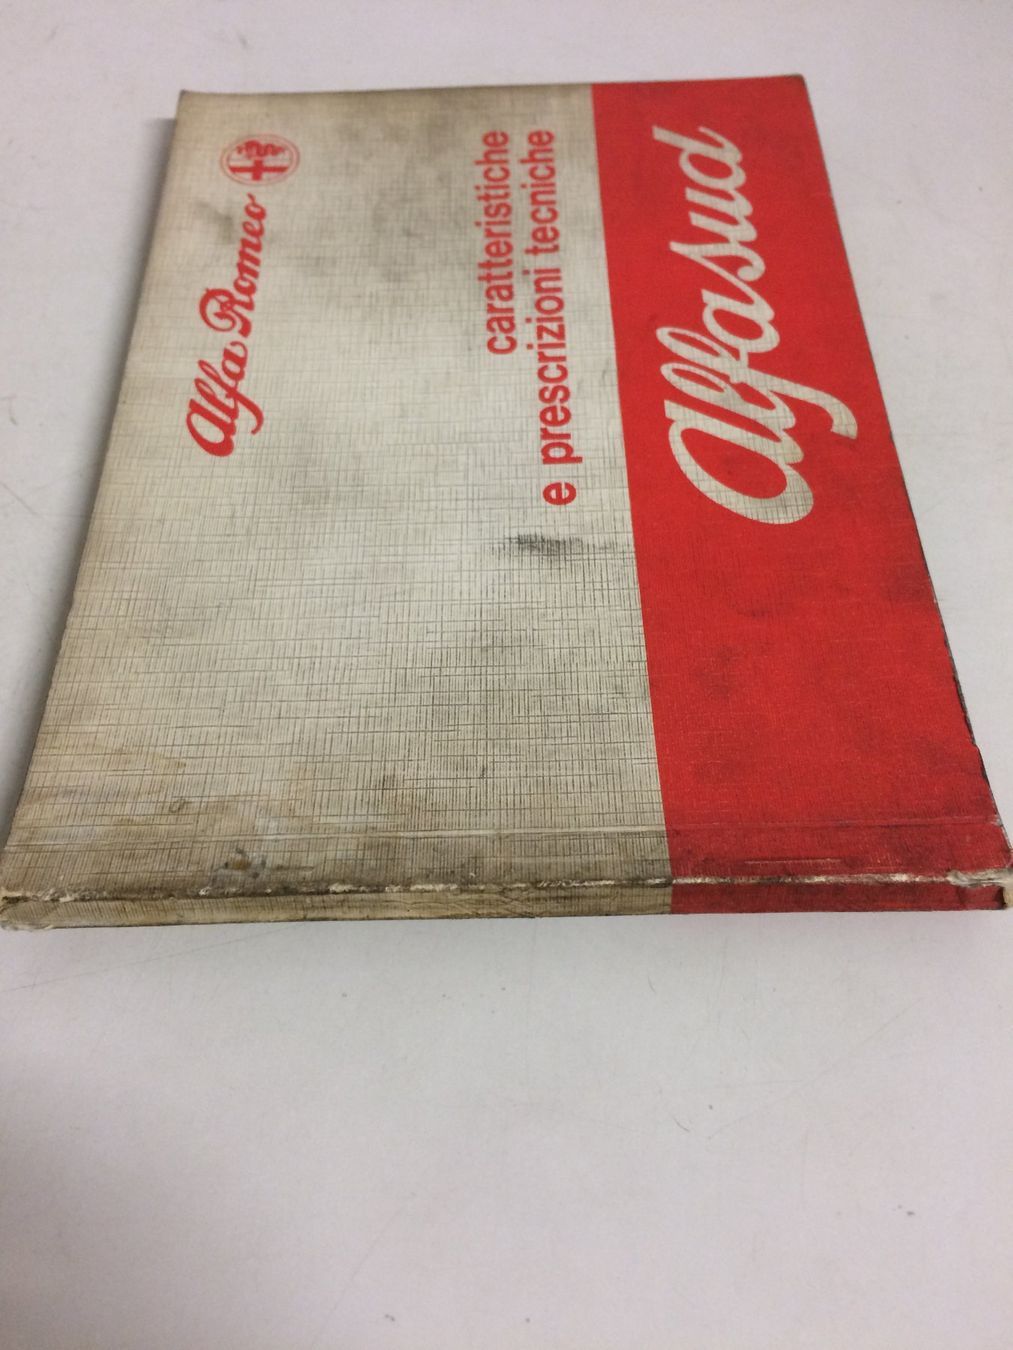 Alfa Romeo
caratteristiche
e prescrizioni tecniche
Alfasud